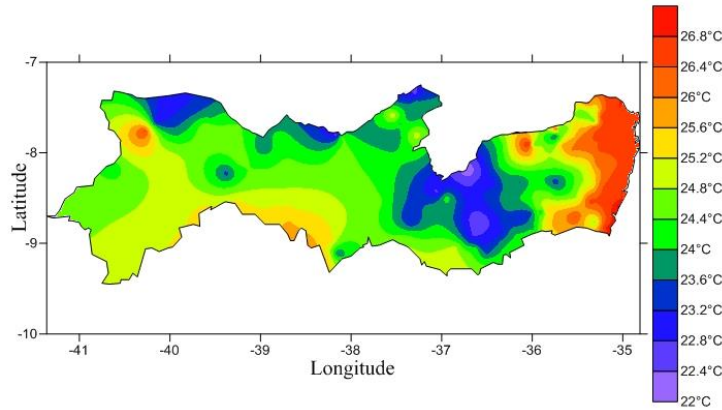 -7
-8
-9
-10
Latitude
-41
-40
-39
-38
-37
-36
-35
Longitude
26.8°C
26.4°C
26°C
25.6°C
25.2°C
24.8°C
24.4°C
24°C
23.6°C
23.2°C
22.8°C
22.4°C
22°C